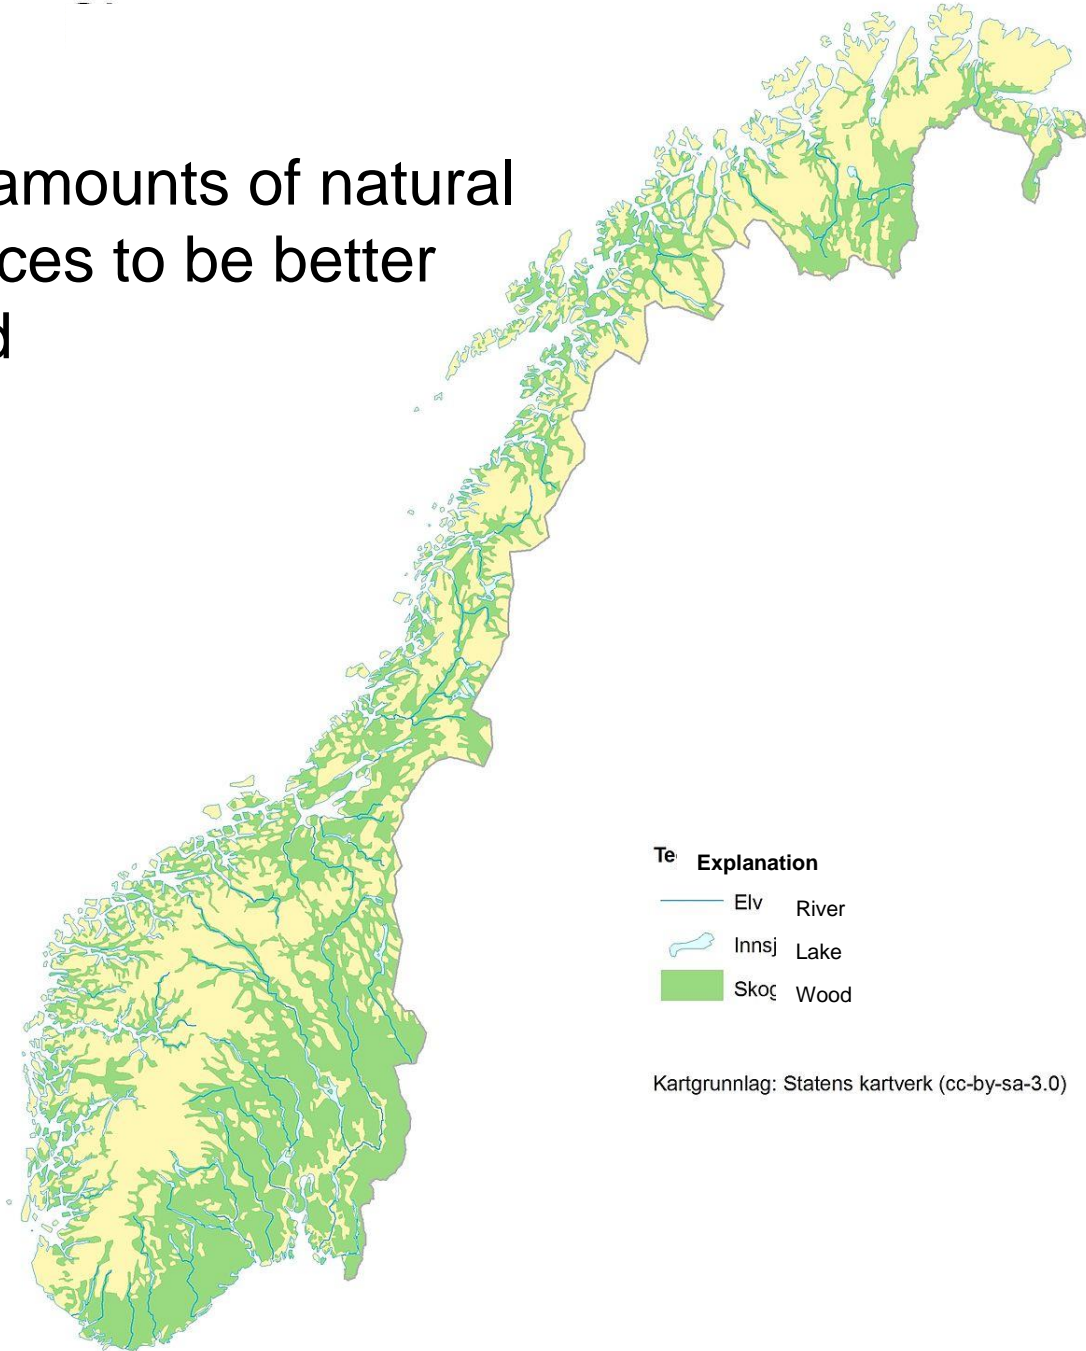 amounts of natural
ces to be better
Te Explanation
Elv River
Innsj Lake
Skog Wood
Kartgrunnlag: Statens kartverk (cc-by-sa-3.0)